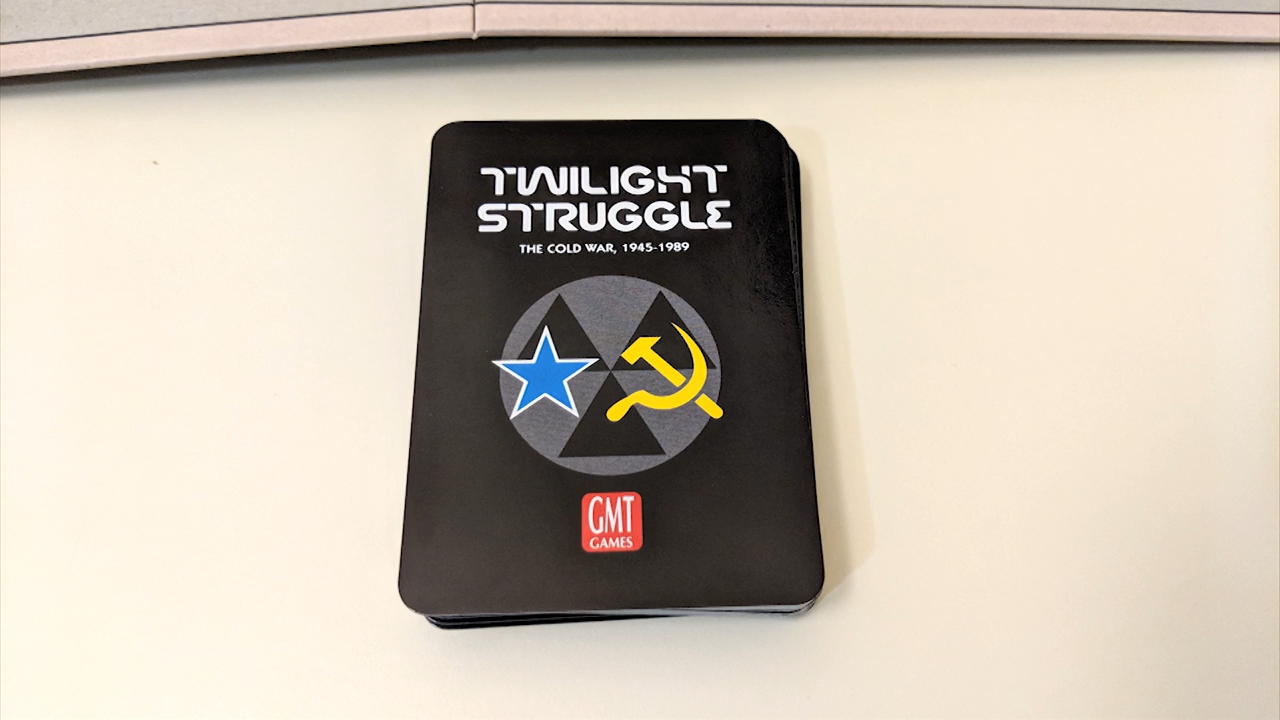 TWILIGHT
STRUGGLE
THE COLD WAR, 1945-1989
GMT
GAMES